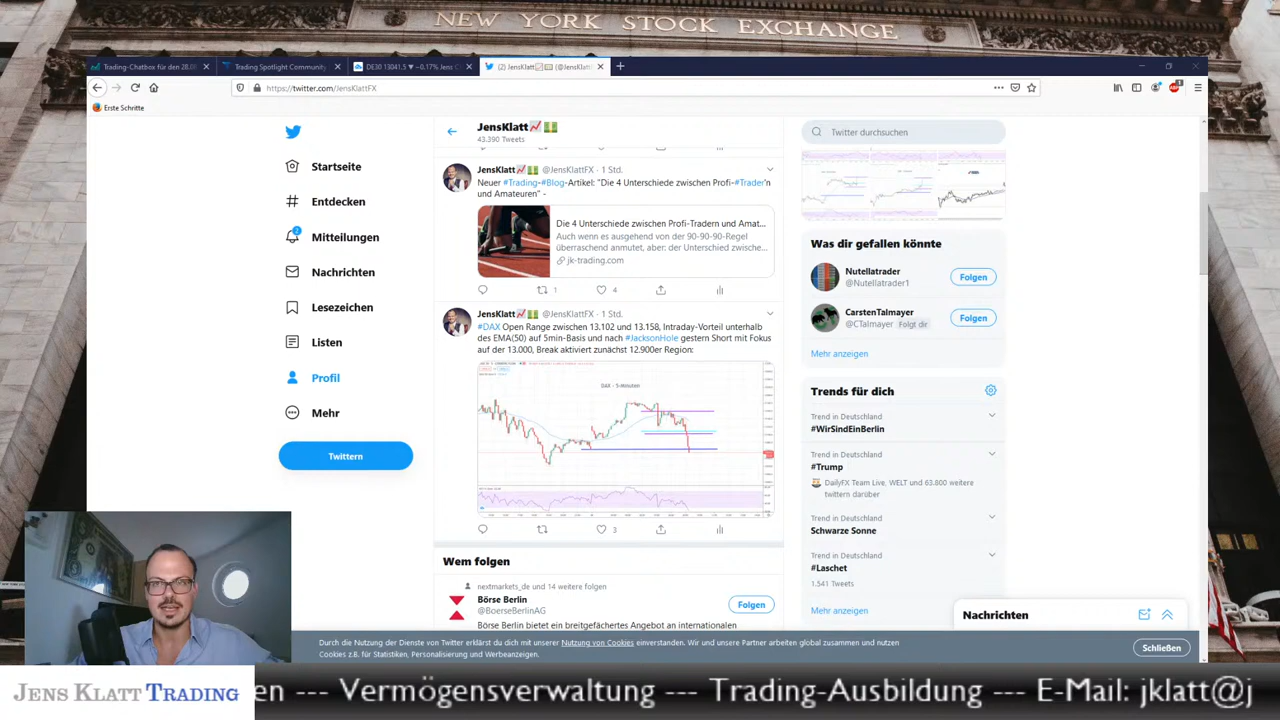 NEW YORK STOCK EXCHANGE
Trading-Chatbox für den 28.08
Trading Spotlight Community
DE30 13041.5 ▼ −0.17% Jens
(2) JensKlatt📈💵 (@JensKlatt
https://twitter.com/JensKlattFX
Erste Schritte
JensKlatt📈💵
43.390 Tweets
Twitter durchsuchen
Startseite
Entdecken
2
Mitteilungen
Nachrichten
Lesezeichen
Listen
Profil
Mehr
Twittern
JensKlatt📈💵 @JensKlattFX · 1 Std.
Neuer #Trading-#Blog-Artikel: "Die 4 Unterschiede zwischen Profi-#Trader'n
und Amateuren" -
Die 4 Unterschiede zwischen Profi-Tradern und Amat...
Auch wenn es ausgehend von der 90-90-90-Regel
überraschend anmutet, aber: der Unterschied zwische...
jk-trading.com
1
4
JensKlatt📈💵 @JensKlattFX · 1 Std.
#DAX Open Range zwischen 13.102 und 13.158, Intraday-Vorteil unterhalb
des EMA(50) auf 5min-Basis und nach #JacksonHole gestern Short mit Fokus
auf der 13.000, Break aktiviert zunächst 12.900er Region:
DAX - 5-Minuten
3
Wem folgen
nextmarkets_de und 14 weitere folgen
Börse Berlin
@BoerseBerlinAG
Folgen
Börse Berlin bietet ein breitgefächertes Angebot an internationalen
Was dir gefallen könnte
Nutellatrader
@Nutellatrader1
Folgen
CarstenTalmayer
@CTalmayer Folgt dir
Folgen
Mehr anzeigen
Trends für dich
Trend in Deutschland
#WirSindEinBerlin
Trend in Deutschland
#Trump
DailyFX Team Live, WELT und 63.800 weitere
twittern darüber
Trend in Deutschland
Schwarze Sonne
Trend in Deutschland
#Laschet
1.541 Tweets
Mehr anzeigen
Nachrichten
Durch die Nutzung der Dienste von Twitter erklärst du dich mit unserer Nutzung von Cookies einverstanden. Wir und unsere Partner arbeiten global zusammen und nutzen
Cookies z.B. für Statistiken, Personalisierung und Werbeanzeigen.
Schließen
JENS KLATT TRADING
en --- Vermögensverwaltung --- Trading-Ausbildung --- E-Mail: jklatt@j